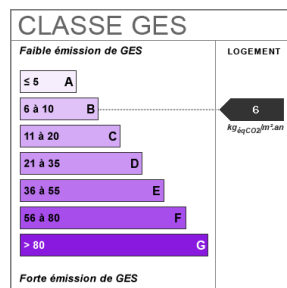 CLASSE GES
Faible émission de GES
LOGEMENT
≤ 5 A
6 à 10 B
6
kgéqCO2/m².an
11 à 20 C
21 à 35 D
36 à 55 E
56 à 80 F
> 80 G
Forte émission de GES